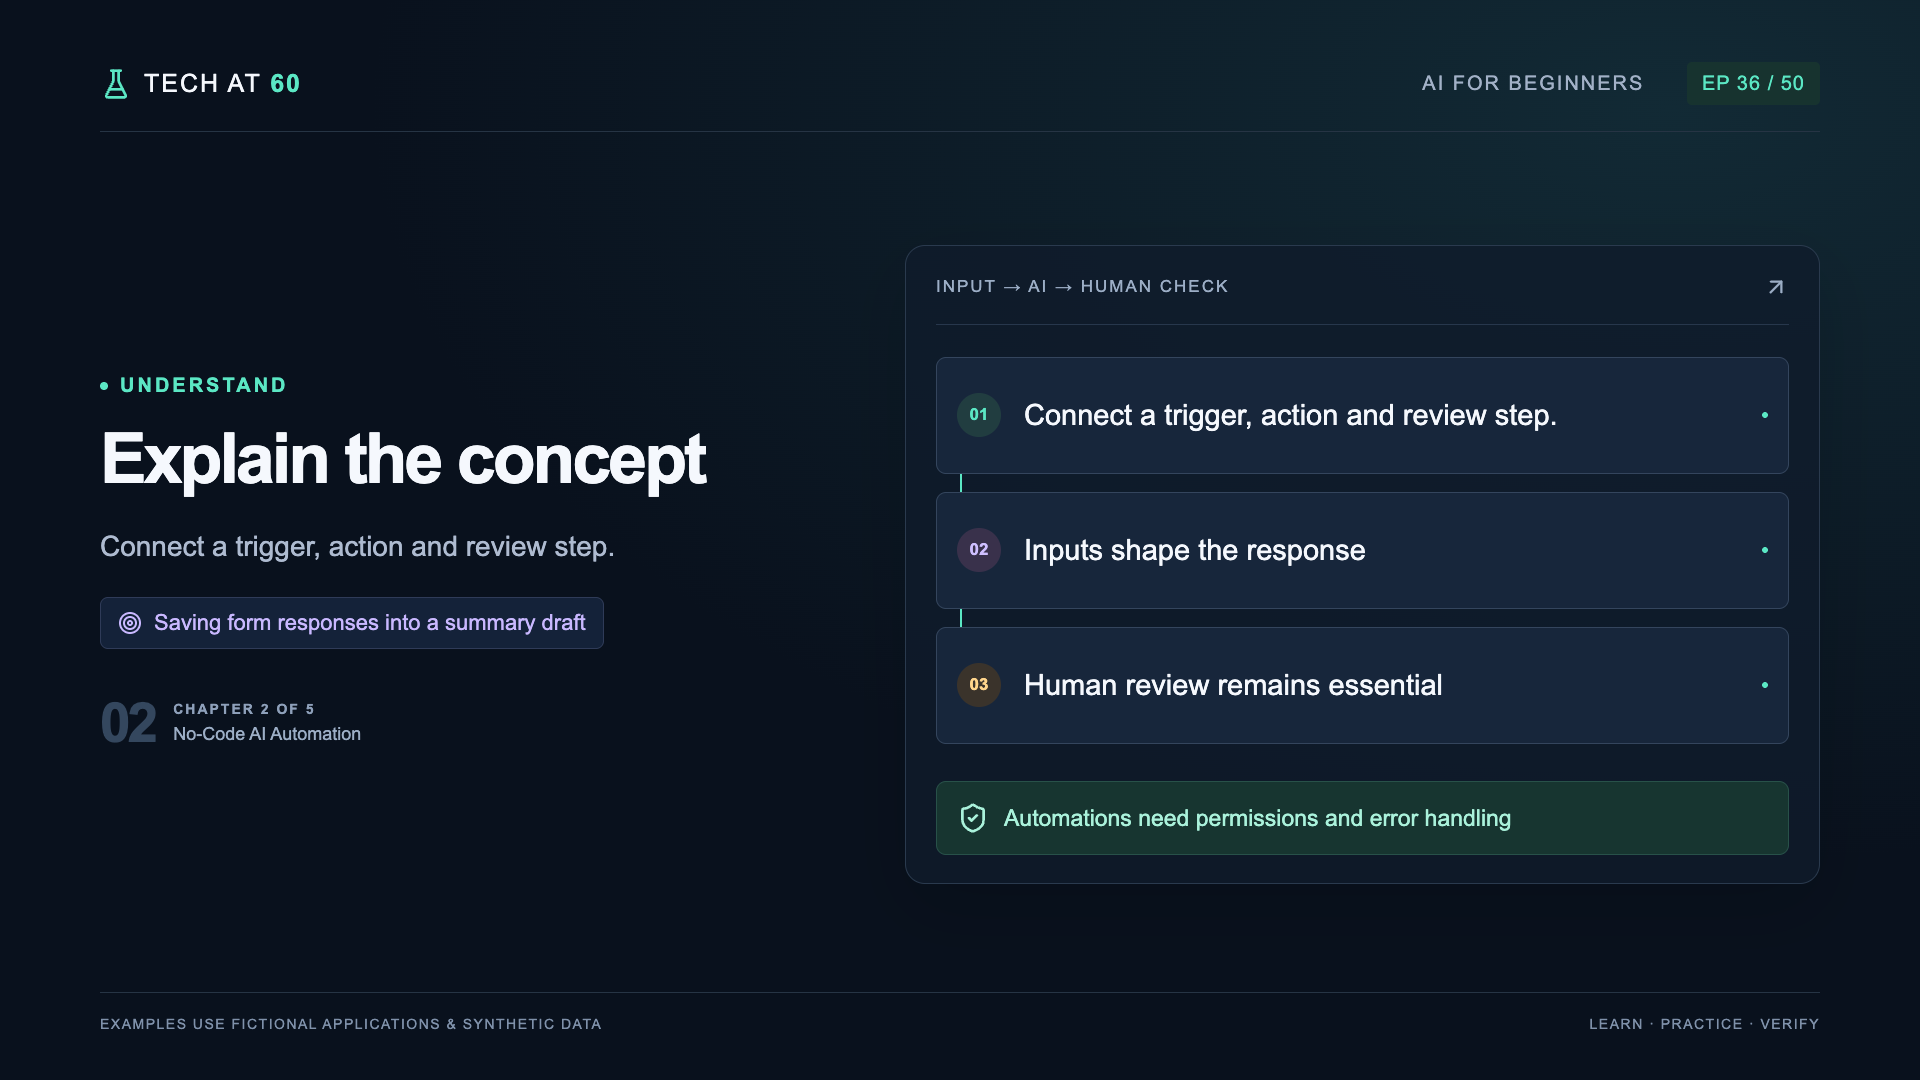 TECH AT 60
AI FOR BEGINNERS
EP 36 / 50
UNDERSTAND
Explain the concept
Connect a trigger, action and review step.
Saving form responses into a summary draft
02
CHAPTER 2 OF 5
No-Code AI Automation
INPUT → AI → HUMAN CHECK
01 Connect a trigger, action and review step.
02 Inputs shape the response
03 Human review remains essential
Automations need permissions and error handling
EXAMPLES USE FICTIONAL APPLICATIONS & SYNTHETIC DATA
LEARN · PRACTICE · VERIFY